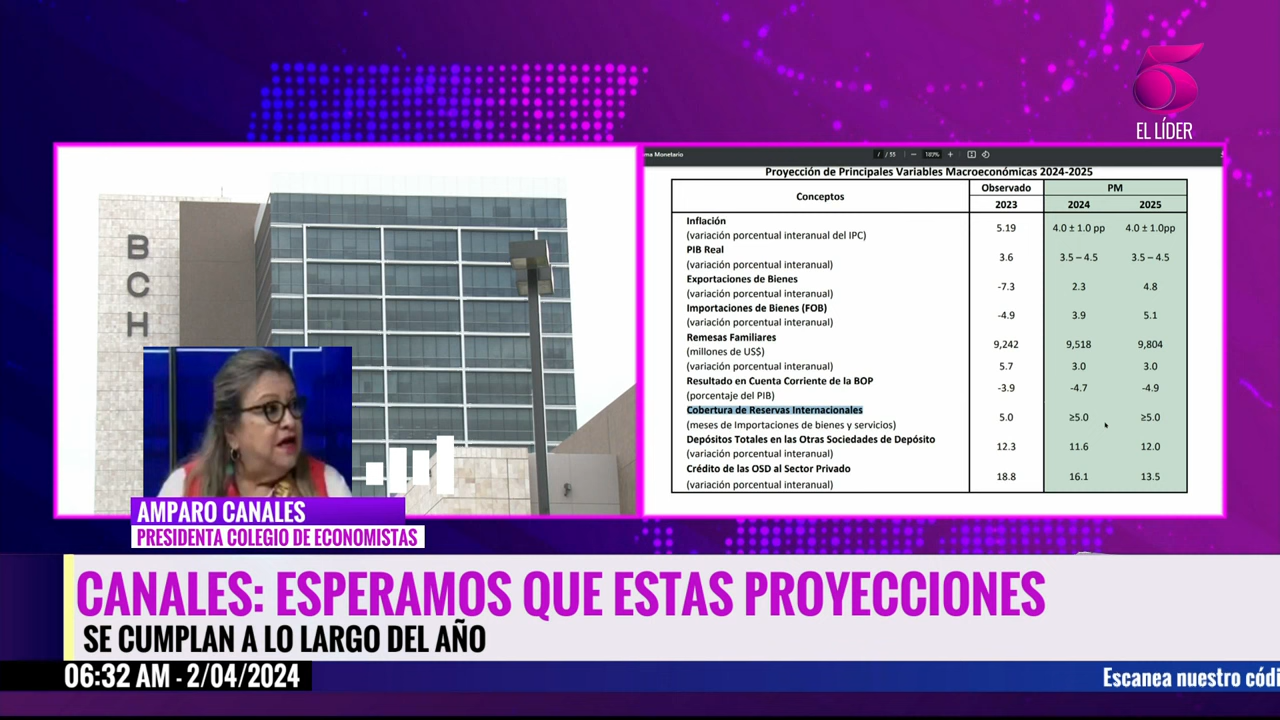 5
EL LÍDER
BCH
ma Monetario
/ / 55 − 189% +
Proyección de Principales Variables Macroeconómicas 2024-2025
Conceptos Observado PM
2023 2024 2025
Inflación
(variación porcentual interanual del IPC) 5.19 4.0 ± 1.0 pp 4.0 ± 1.0pp
PIB Real
(variación porcentual interanual) 3.6 3.5 – 4.5 3.5 – 4.5
Exportaciones de Bienes
(variación porcentual interanual) -7.3 2.3 4.8
Importaciones de Bienes (FOB)
(variación porcentual interanual) -4.9 3.9 5.1
Remesas Familiares
(millones de US$) 9,242 9,518 9,804
(variación porcentual interanual) 5.7 3.0 3.0
Resultado en Cuenta Corriente de la BOP
(porcentaje del PIB) -3.9 -4.7 -4.9
Cobertura de Reservas Internacionales
(meses de Importaciones de bienes y servicios) 5.0 ≥5.0 ≥5.0
Depósitos Totales en las Otras Sociedades de Depósito
(variación porcentual interanual) 12.3 11.6 12.0
Crédito de las OSD al Sector Privado
(variación porcentual interanual) 18.8 16.1 13.5
AMPARO CANALES
PRESIDENTA COLEGIO DE ECONOMISTAS
CANALES: ESPERAMOS QUE ESTAS PROYECCIONES
SE CUMPLAN A LO LARGO DEL AÑO
06:32 AM - 2/04/2024
Escanea nuestro códi